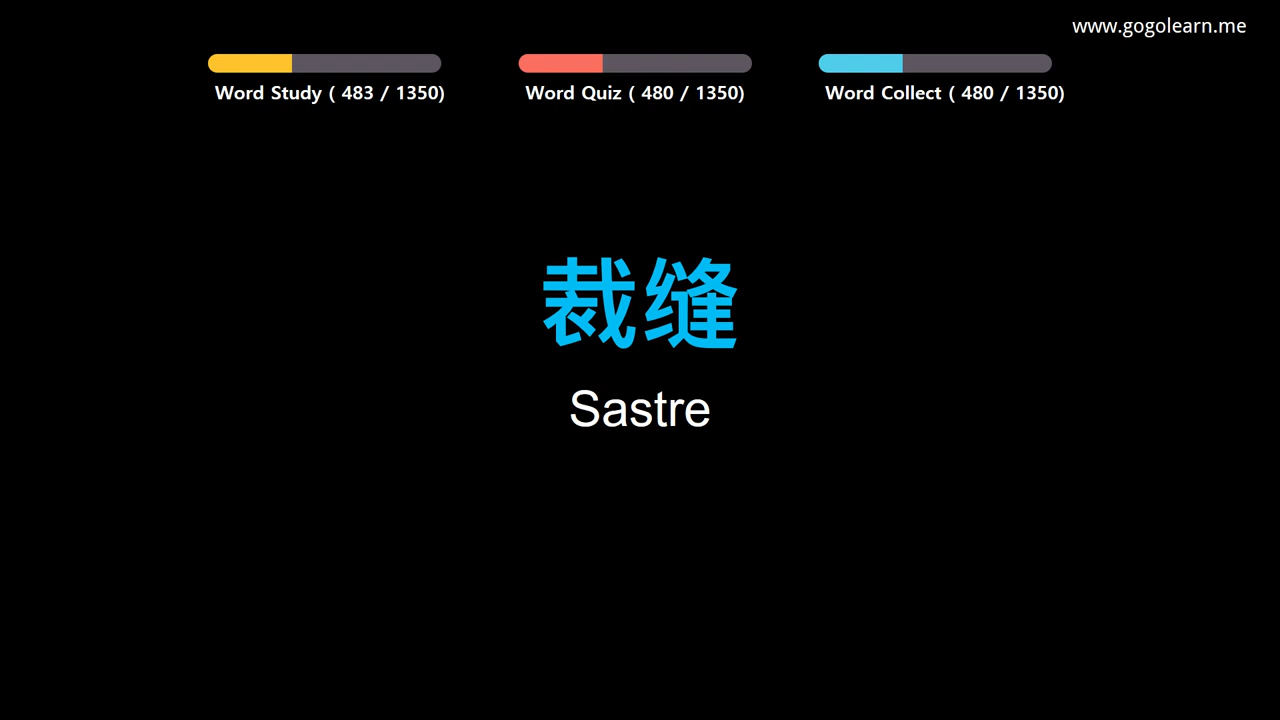 www.gogolearn.me
Word Study ( 483 / 1350)
Word Quiz ( 480 / 1350)
Word Collect ( 480 / 1350)
裁缝
Sastre